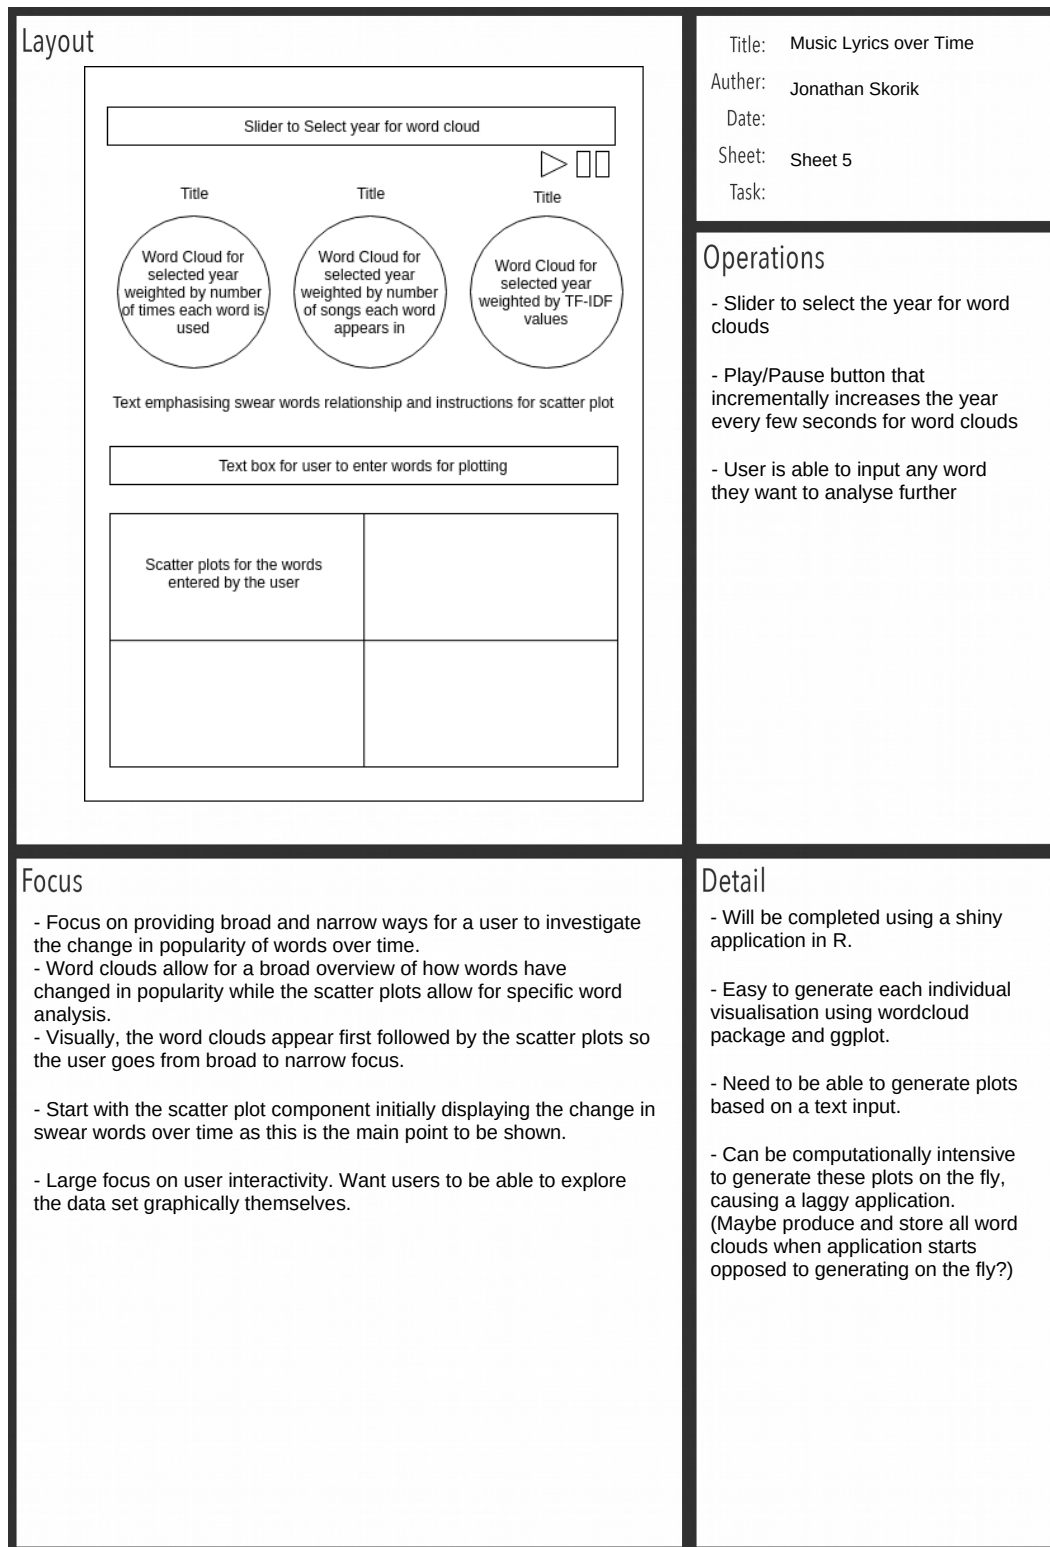 Layout
Slider to Select year for word cloud
Title
Title
Title
Word Cloud for
selected year
weighted by number
of times each word is
used
Word Cloud for
selected year
weighted by number
of songs each word
appears in
Word Cloud for
selected year
weighted by TF-IDF
values
Text emphasising swear words relationship and instructions for scatter plot
Text box for user to enter words for plotting
Scatter plots for the words
entered by the user
Title: Music Lyrics over Time
Auther: Jonathan Skorik
Date:
Sheet: Sheet 5
Task:
Operations
- Slider to select the year for word
clouds
- Play/Pause button that
incrementally increases the year
every few seconds for word clouds
- User is able to input any word
they want to analyse further
Focus
- Focus on providing broad and narrow ways for a user to investigate
the change in popularity of words over time.
- Word clouds allow for a broad overview of how words have
changed in popularity while the scatter plots allow for specific word
analysis.
- Visually, the word clouds appear first followed by the scatter plots so
the user goes from broad to narrow focus.
- Start with the scatter plot component initially displaying the change in
swear words over time as this is the main point to be shown.
- Large focus on user interactivity. Want users to be able to explore
the data set graphically themselves.
Detail
- Will be completed using a shiny
application in R.
- Easy to generate each individual
visualisation using wordcloud
package and ggplot.
- Need to be able to generate plots
based on a text input.
- Can be computationally intensive
to generate these plots on the fly,
causing a laggy application.
(Maybe produce and store all word
clouds when application starts
opposed to generating on the fly?)